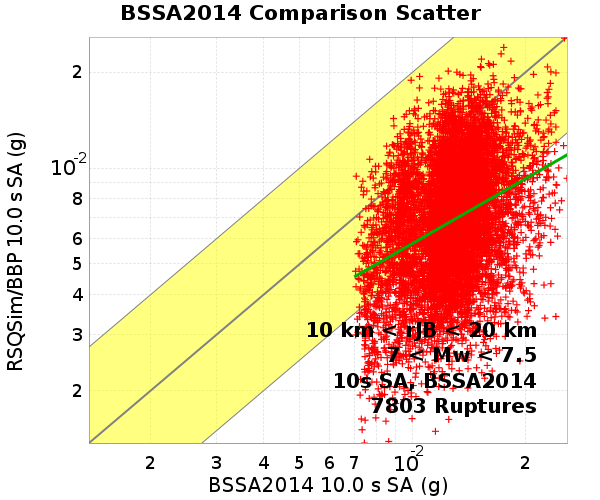 BSSA2014 Comparison Scatter
RSQSim/BBP 10.0 s SA (g)
2
10-2
8
6
5
4
3
2
10 km < rJB < 20 km
7 < Mw < 7.5
10s SA, BSSA2014
7803 Ruptures
2 3 4 5 6 7 10-2 2
BSSA2014 10.0 s SA (g)